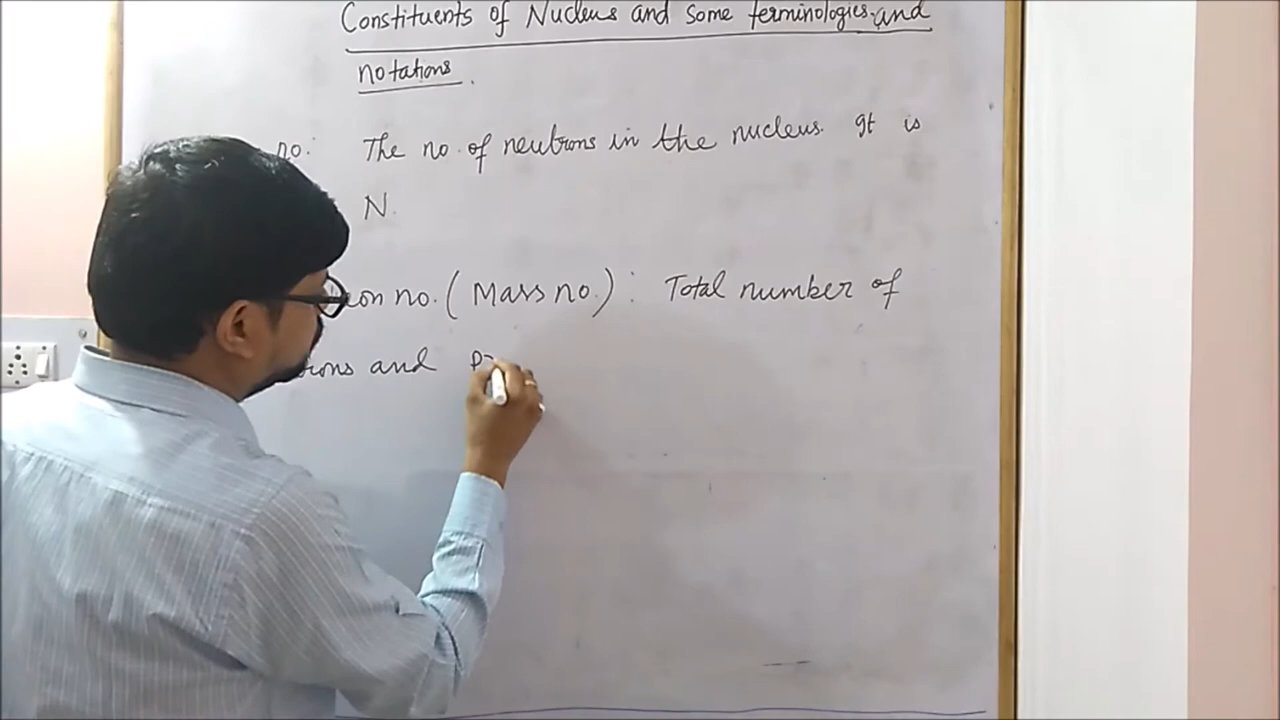 Constituents of Nucleus and some terminologies and
notations.
no: The no. of neutrons in the nucleus. It is
N.
on no. (Mass no.): Total number of
rons and